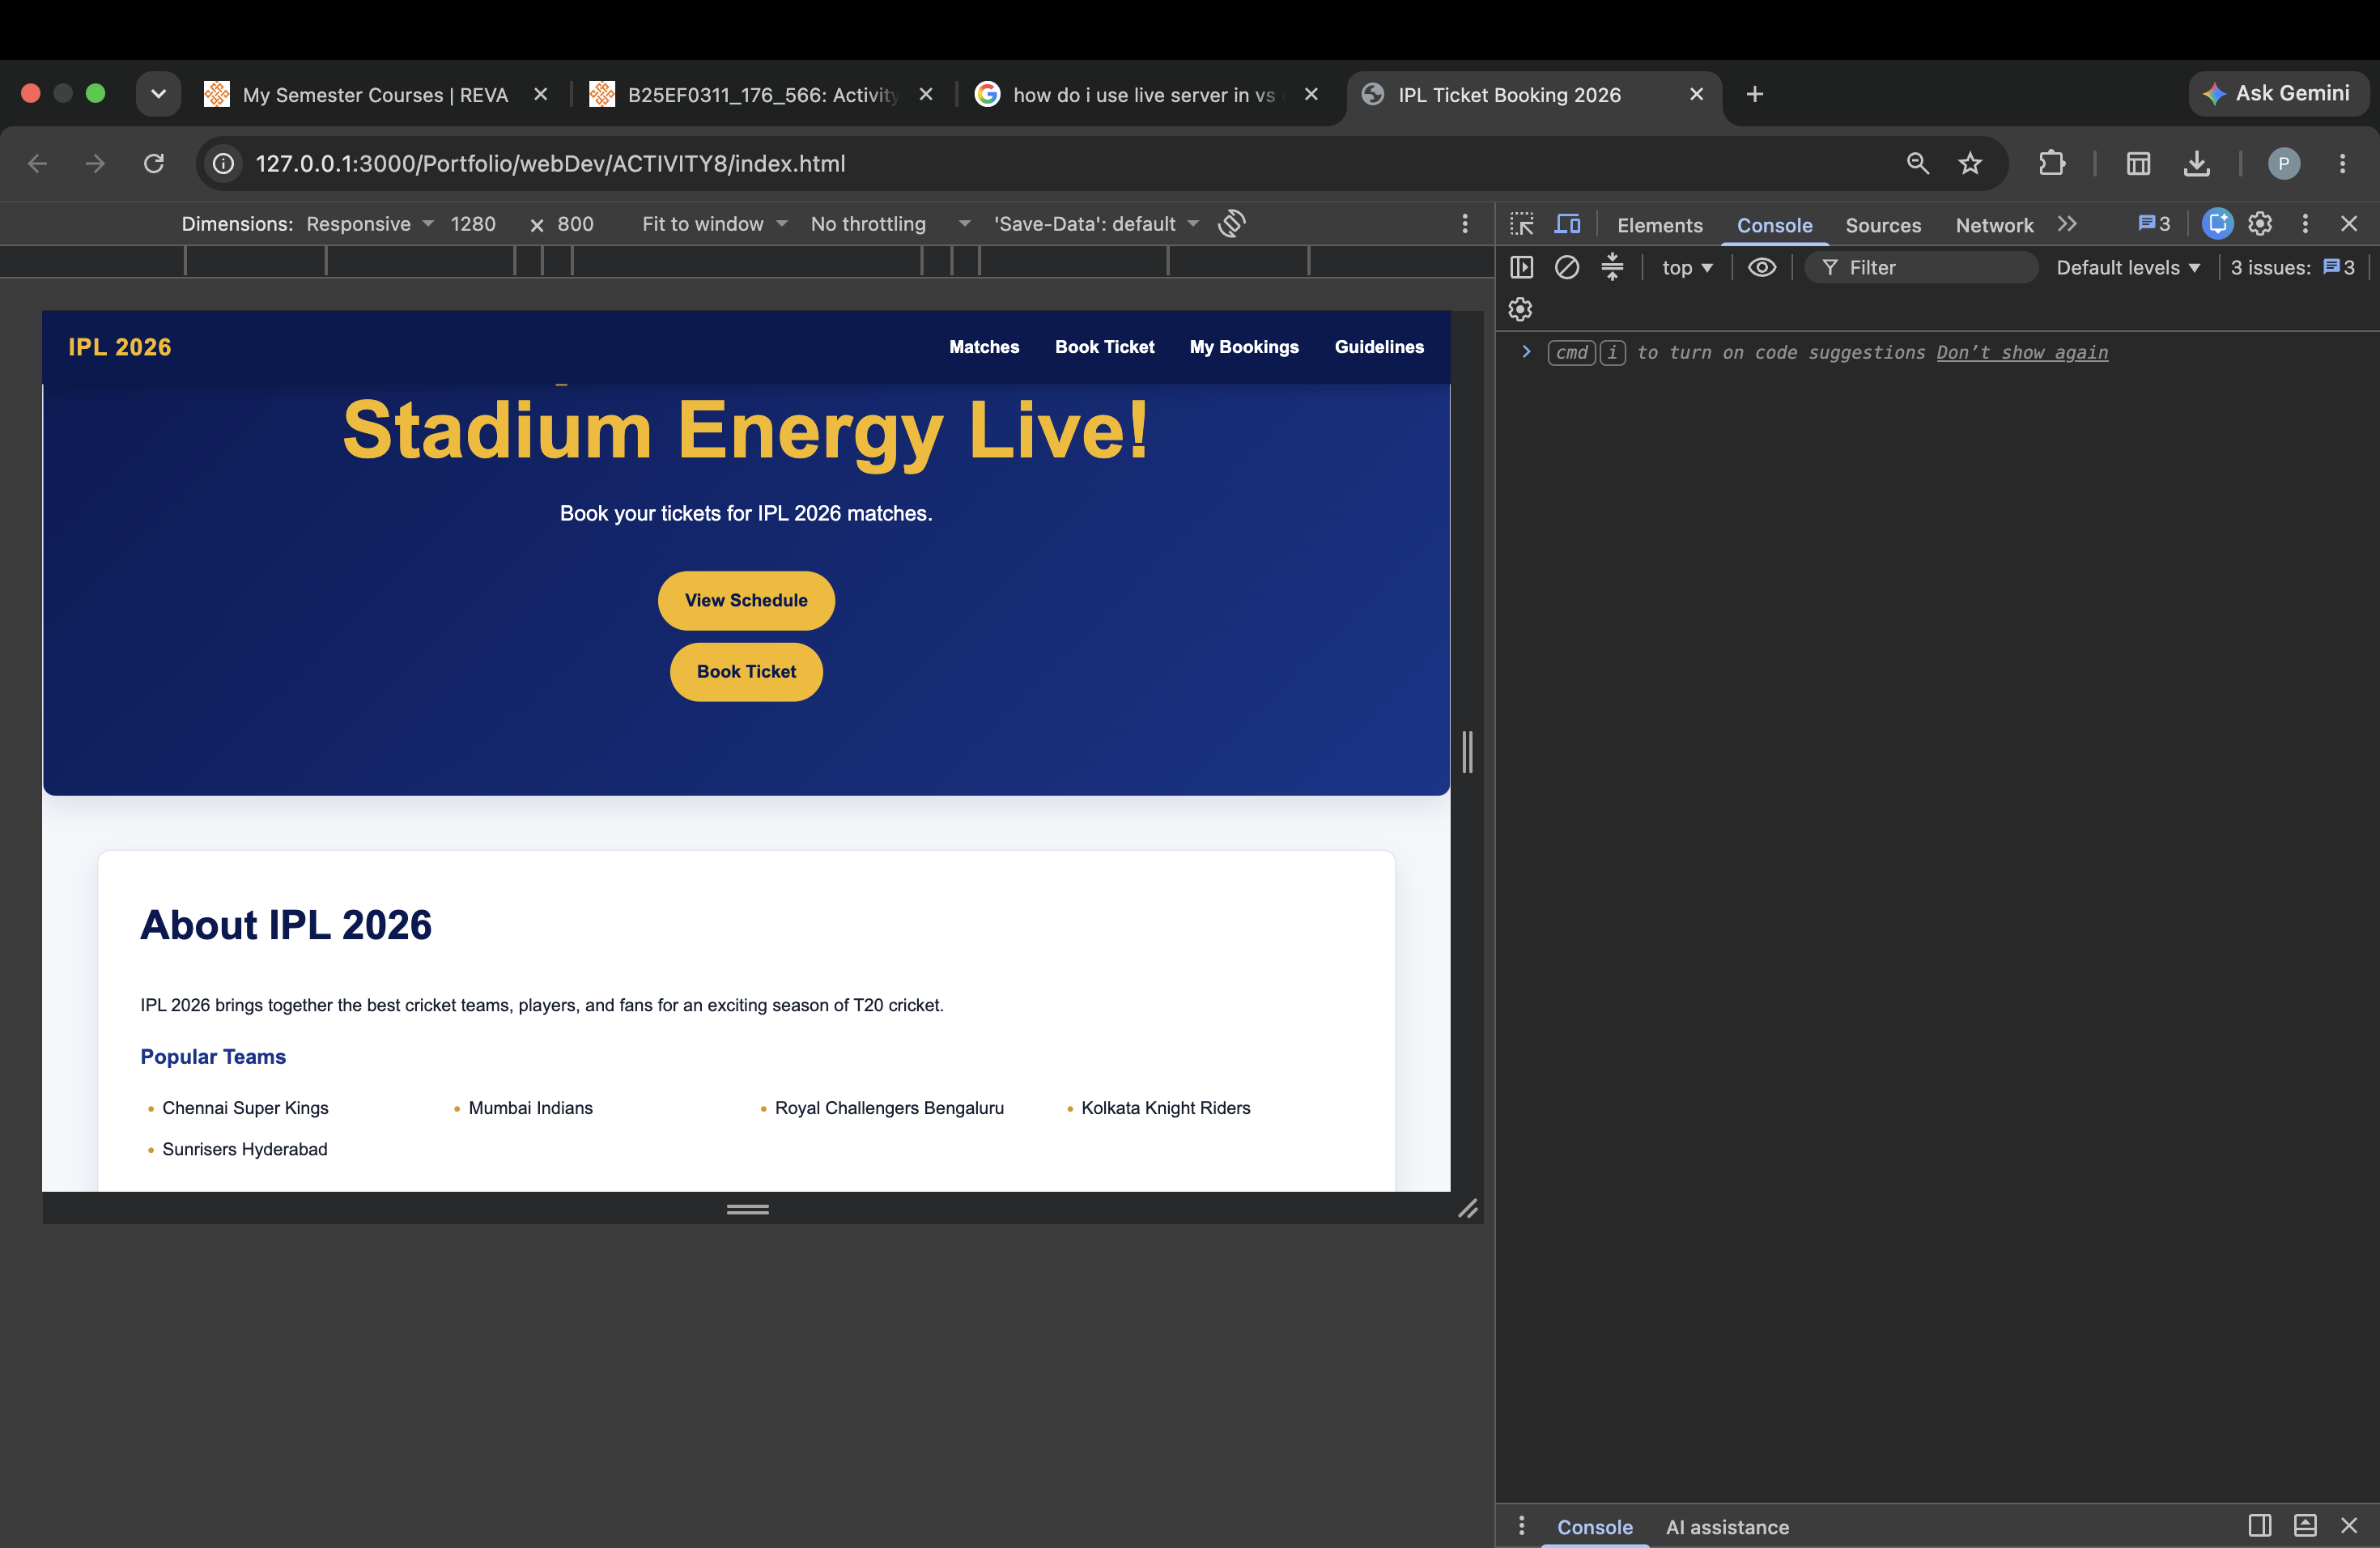 My Semester Courses | REVA
B25EF0311_176_566: Activity
how do i use live server in vs
IPL Ticket Booking 2026
Ask Gemini
127.0.0.1:3000/Portfolio/webDev/ACTIVITY8/index.html
P
Dimensions: Responsive 1280 × 800 Fit to window No throttling 'Save-Data': default
Elements Console Sources Network 3
top Filter Default levels 3 issues: 3
cmd i to turn on code suggestions Don't show again
IPL 2026 Matches Book Ticket My Bookings Guidelines
Stadium Energy Live!
Book your tickets for IPL 2026 matches.
View Schedule
Book Ticket
About IPL 2026
IPL 2026 brings together the best cricket teams, players, and fans for an exciting season of T20 cricket.
Popular Teams
• Chennai Super Kings • Mumbai Indians • Royal Challengers Bengaluru • Kolkata Knight Riders
• Sunrisers Hyderabad
Console AI assistance